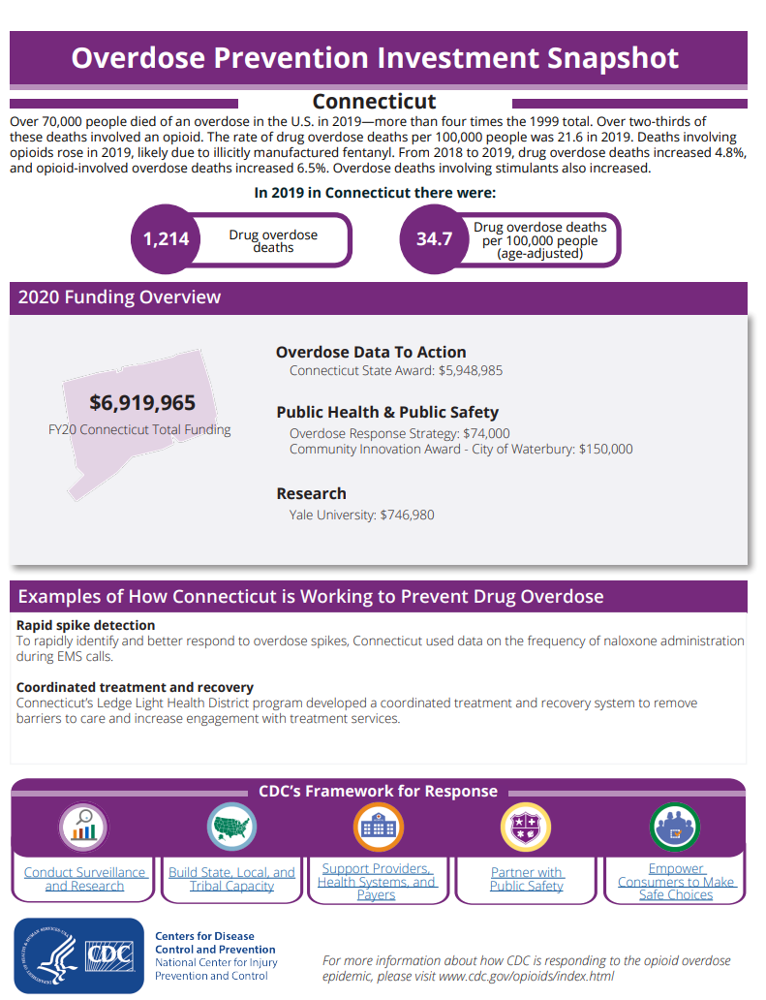 Overdose Prevention Investment Snapshot
Connecticut
Over 70,000 people died of an overdose in the U.S. in 2019—more than four times the 1999 total. Over two-thirds of
these deaths involved an opioid. The rate of drug overdose deaths per 100,000 people was 21.6 in 2019. Deaths involving
opioids rose in 2019, likely due to illicitly manufactured fentanyl. From 2018 to 2019, drug overdose deaths increased 4.8%,
and opioid-involved overdose deaths increased 6.5%. Overdose deaths involving stimulants also increased.
In 2019 in Connecticut there were:
1,214
Drug overdose
deaths
34.7
Drug overdose deaths
per 100,000 people
(age-adjusted)
2020 Funding Overview
$6,919,965
FY20 Connecticut Total Funding
Overdose Data To Action
Connecticut State Award: $5,948,985
Public Health & Public Safety
Overdose Response Strategy: $74,000
Community Innovation Award - City of Waterbury: $150,000
Research
Yale University: $746,980
Examples of How Connecticut is Working to Prevent Drug Overdose
Rapid spike detection
To rapidly identify and better respond to overdose spikes, Connecticut used data on the frequency of naloxone administration
during EMS calls.
Coordinated treatment and recovery
Connecticut's Ledge Light Health District program developed a coordinated treatment and recovery system to remove
barriers to care and increase engagement with treatment services.
CDC's Framework for Response
Conduct Surveillance
and Research
Build State, Local, and
Tribal Capacity
Support Providers,
Health Systems, and
Payers
Partner with
Public Safety
Empower
Consumers to Make
Safe Choices
CDC
Centers for Disease
Control and Prevention
National Center for Injury
Prevention and Control
For more information about how CDC is responding to the opioid overdose
epidemic, please visit www.cdc.gov/opioids/index.html